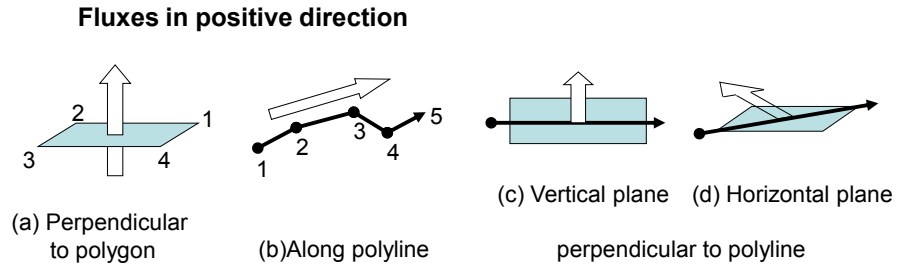 Fluxes in positive direction
2
1
3
4
1
2
3
4
5
(a) Perpendicular
to polygon
(b)Along polyline
(c) Vertical plane
(d) Horizontal plane
perpendicular to polyline